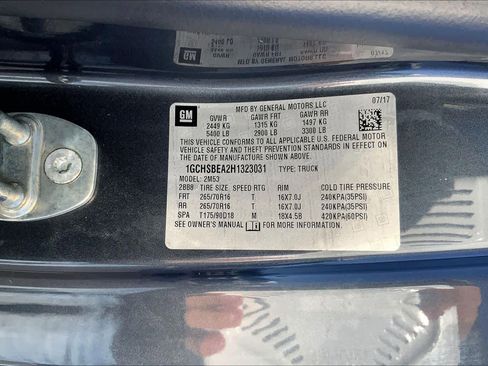 GM
MFD BY GENERAL MOTORS LLC
07/17
GVWR GAWR FRT GAWR RR
2449 KG 1315 KG 1497 KG
5400 LB 2900 LB 3300 LB
THIS VEHICLE CONFORMS TO ALL APPLICABLE U.S. FEDERAL MOTOR
VEHICLE SAFETY, BUMPER, AND THEFT PREVENTION STANDARDS IN
EFFECT ON THE DATE OF MANUFACTURE SHOWN ABOVE.
1GCHSBEA2H1323031 TYPE: TRUCK
MODEL: 2M53
2888 TIRE SIZE SPEED RTG RIM COLD TIRE PRESSURE
FRT 265/70R16 T 16X7.0J 240KPA(35PSI)
RR 265/70R16 T 16X7.0J 240KPA(35PSI)
SPA T175/90D18 M 18X4.5B 420KPA(60PSI)
SEE OWNER'S MANUAL FOR MORE INFORMATION.